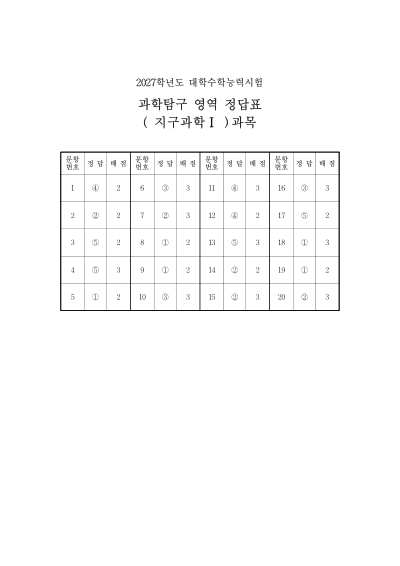 2027학년도 대학수학능력시험
과학탐구 영역 정답표
( 지구과학Ⅰ )과목
문항번호 정 답 배 점 문항번호 정 답 배 점 문항번호 정 답 배 점 문항번호 정 답 배 점
1 ④ 2 6 ③ 3 11 ④ 3 16 ③ 3
2 ② 2 7 ② 3 12 ④ 2 17 ⑤ 2
3 ⑤ 2 8 ① 2 13 ⑤ 3 18 ① 3
4 ⑤ 3 9 ① 2 14 ② 2 19 ① 2
5 ① 2 10 ③ 3 15 ② 3 20 ② 3